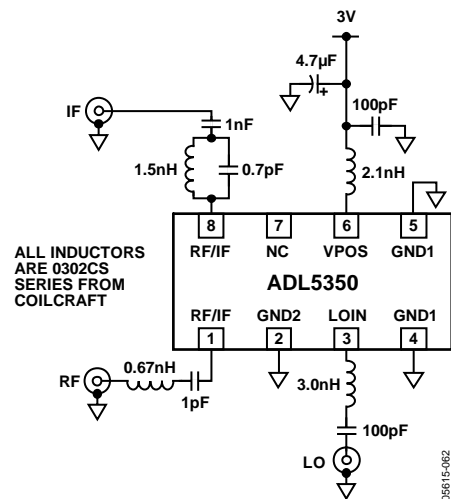 3V
4.7µF
+
IF
100pF
1nF
1.5nH
0.7pF
2.1nH
8
7
6
5
RF/IF
NC
VPOS
GND1
ALL INDUCTORS
ARE 0302CS
SERIES FROM
COILCRAFT
ADL5350
RF/IF
GND2
LOIN
GND1
1
2
3
4
0.67nH
RF
1pF
3.0nH
100pF
LO
05615-062